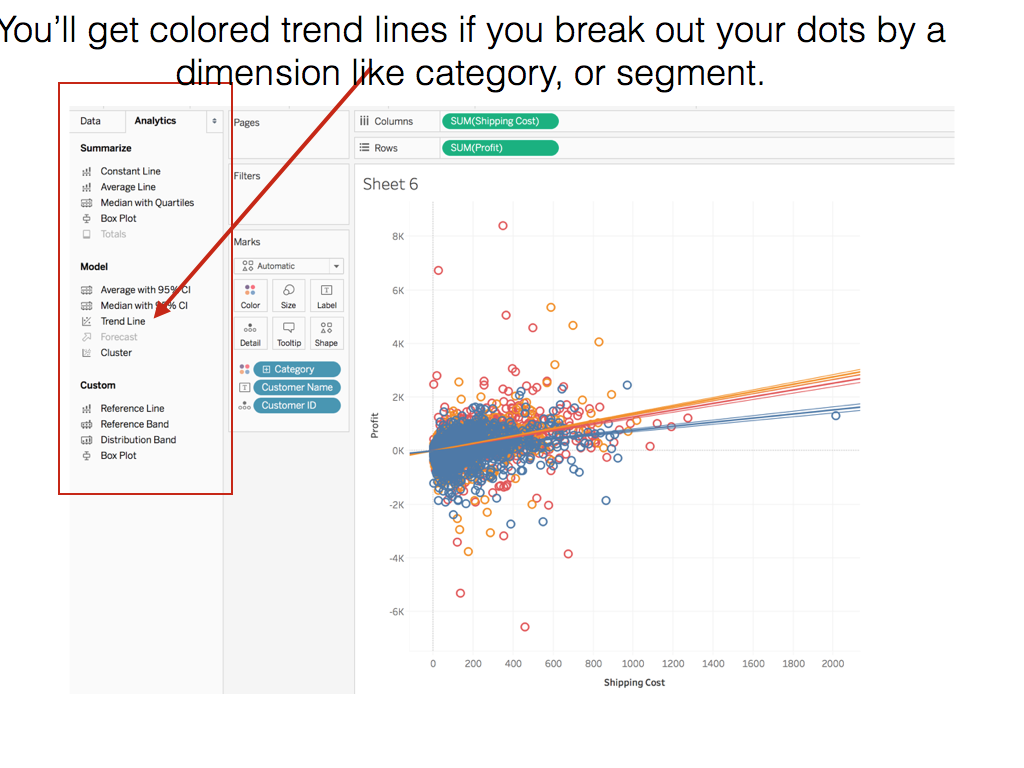 You'll get colored trend lines if you break out your dots by a
dimension like category, or segment.
Data
Analytics
Summarize
Constant Line
Average Line
Median with Quartiles
Box Plot
Totals
Model
Average with 95% CI
Median with 95% CI
Trend Line
Forecast
Cluster
Custom
Reference Line
Reference Band
Distribution Band
Box Plot
Pages
Filters
Marks
Automatic
Color Size Label
Detail Tooltip Shape
Category
Customer Name
Customer ID
Columns SUM(Shipping Cost)
Rows SUM(Profit)
Sheet 6
8K
6K
4K
2K
0K
-2K
-4K
-6K
Profit
0 200 400 600 800 1000 1200 1400 1600 1800 2000
Shipping Cost